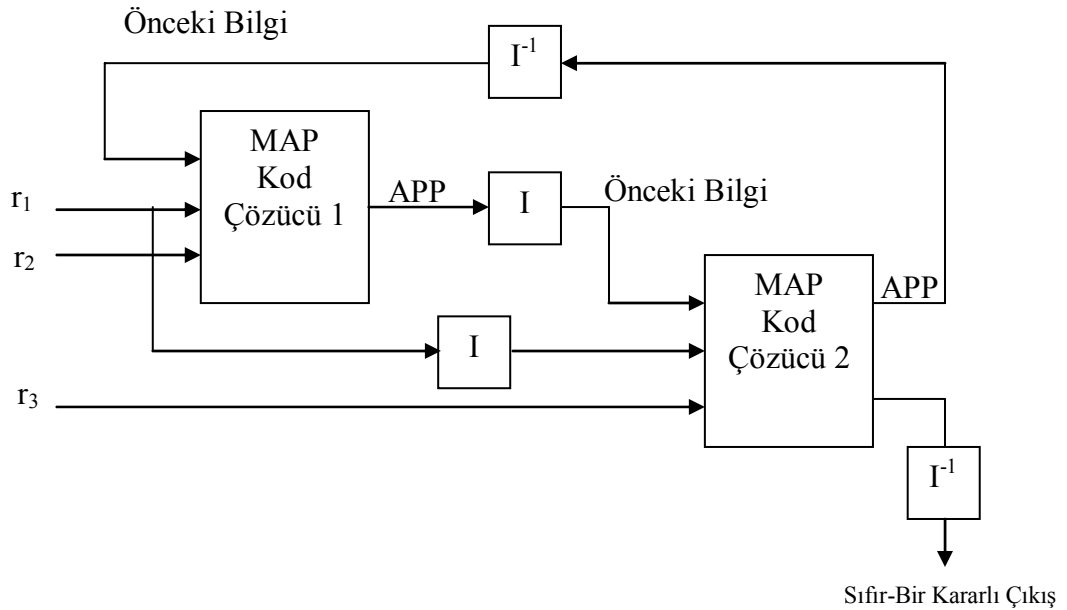 Önceki Bilgi
I⁻¹
MAP
Kod
Çözücü 1
APP
I
Önceki Bilgi
r₁
r₂
MAP
Kod
Çözücü 2
APP
I
r₃
I⁻¹
Sıfır-Bir Kararlı Çıkış